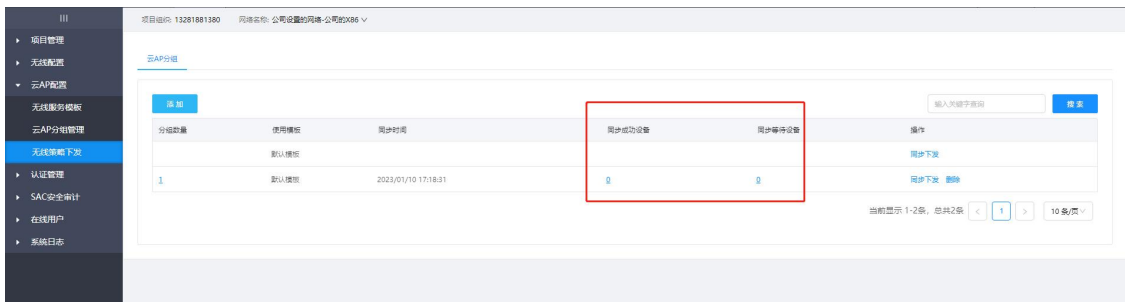 项目组织: 13281881380 网络名称: 公司设置的网络-公司的X86
项目管理
无线配置
云AP配置
无线服务模板
云AP分组管理
无线策略下发
认证管理
SAC安全审计
在线用户
系统日志
云AP分组
添加
输入关键字查询
搜索
分组数量 使用模板 同步时间 同步成功设备 同步等待设备 操作
默认模板 同步下发
1 默认模板 2023/01/10 17:18:31 0 0 同步下发 删除
当前显示 1-2条, 总共2条 < 1 > 10 条/页